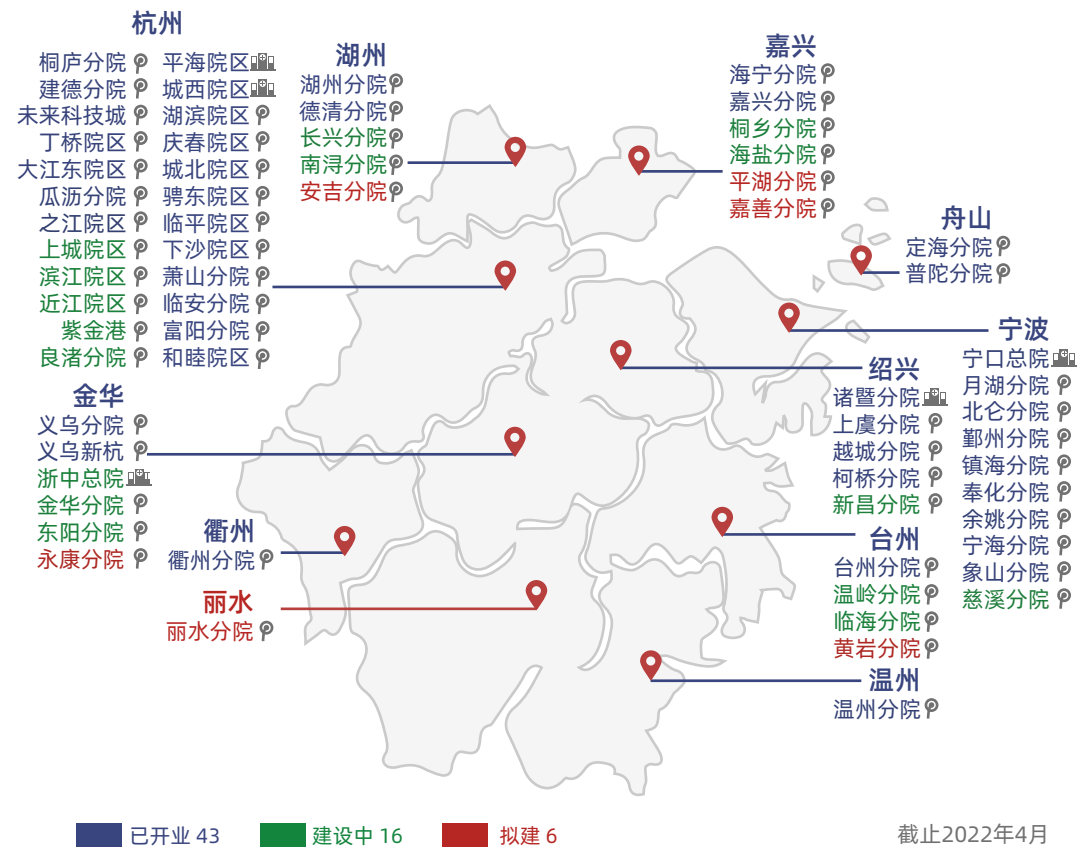 杭州
桐庐分院 平海院区
建德分院 城西院区
未来科技城 湖滨院区
丁桥院区 庆春院区
大江东院区 城北院区
瓜沥分院 骋东院区
之江院区 临平院区
上城院区 下沙院区
滨江院区 萧山分院
近江院区 临安分院
紫金港 富阳分院
良渚分院 和睦院区
湖州
湖州分院
德清分院
长兴分院
南浔分院
安吉分院
嘉兴
海宁分院
嘉兴分院
桐乡分院
海盐分院
平湖分院
嘉善分院
舟山
定海分院
普陀分院
宁波
宁口总院
月湖分院
北仑分院
鄞州分院
镇海分院
奉化分院
余姚分院
宁海分院
象山分院
慈溪分院
绍兴
诸暨分院
上虞分院
越城分院
柯桥分院
新昌分院
金华
义乌分院
义乌新杭
浙中总院
金华分院
东阳分院
永康分院
衢州
衢州分院
丽水
丽水分院
台州
台州分院
温岭分院
临海分院
黄岩分院
温州
温州分院
已开业 43
建设中 16
拟建 6
截止2022年4月